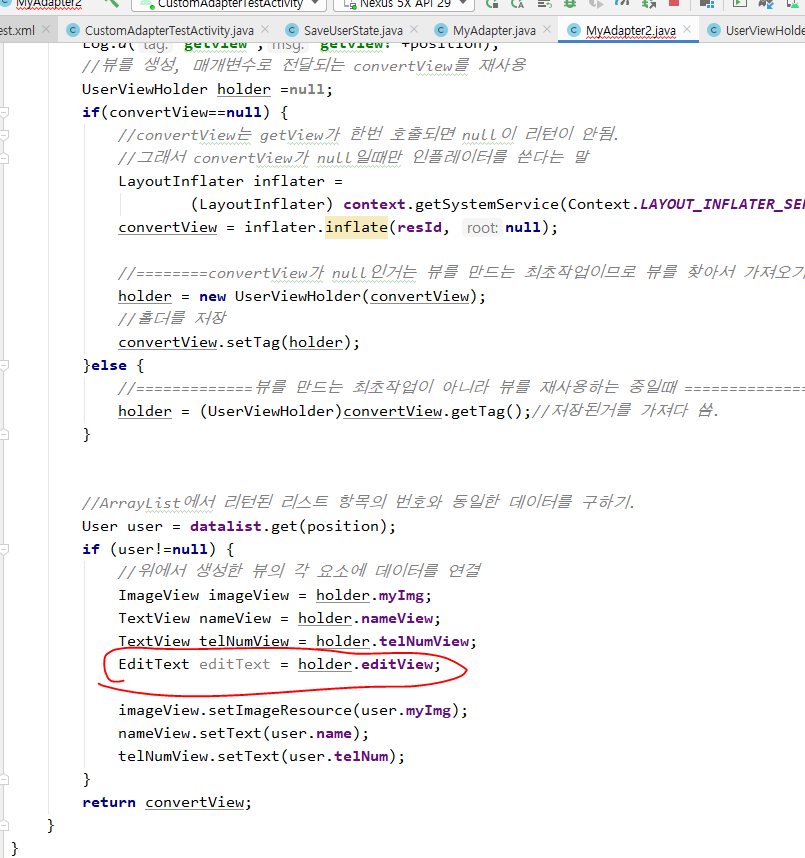 MyAdapter2 CustomAdapterTestActivity Nexus 5X API 29
est.xml CustomAdapterTestActivity.java SaveUserState.java MyAdapter.java MyAdapter2.java UserViewHolde
Log.d( tag: "getView", msg: "getView: "+position);
//뷰를 생성, 매개변수로 전달되는 convertView를 재사용
UserViewHolder holder =null;
if(convertView==null) {
//convertView는 getView가 한번 호출되면 null이 리턴이 안됨.
//그래서 convertView가 null일때만 인플레이터를 쓴다는 말
LayoutInflater inflater =
(LayoutInflater) context.getSystemService(Context.LAYOUT_INFLATER_SE
convertView = inflater.inflate(resId, root: null);
//========convertView가 null인거는 뷰를 만드는 최초작업이므로 뷰를 찾아서 가져오기
holder = new UserViewHolder(convertView);
//홀더를 저장
convertView.setTag(holder);
}else {
//=============뷰를 만드는 최초작업이 아니라 뷰를 재사용하는 중일때 ==============
holder = (UserViewHolder)convertView.getTag();//저장된거를 가져다 씀.
}
//ArrayList에서 리턴된 리스트 항목의 번호와 동일한 데이터를 구하기.
User user = datalist.get(position);
if (user!=null) {
//위에서 생성한 뷰의 각 요소에 데이터를 연결
ImageView imageView = holder.myImg;
TextView nameView = holder.nameView;
TextView telNumView = holder.telNumView;
EditText editText = holder.editView;
imageView.setImageResource(user.myImg);
nameView.setText(user.name);
telNumView.setText(user.telNum);
}
return convertView;
}
}